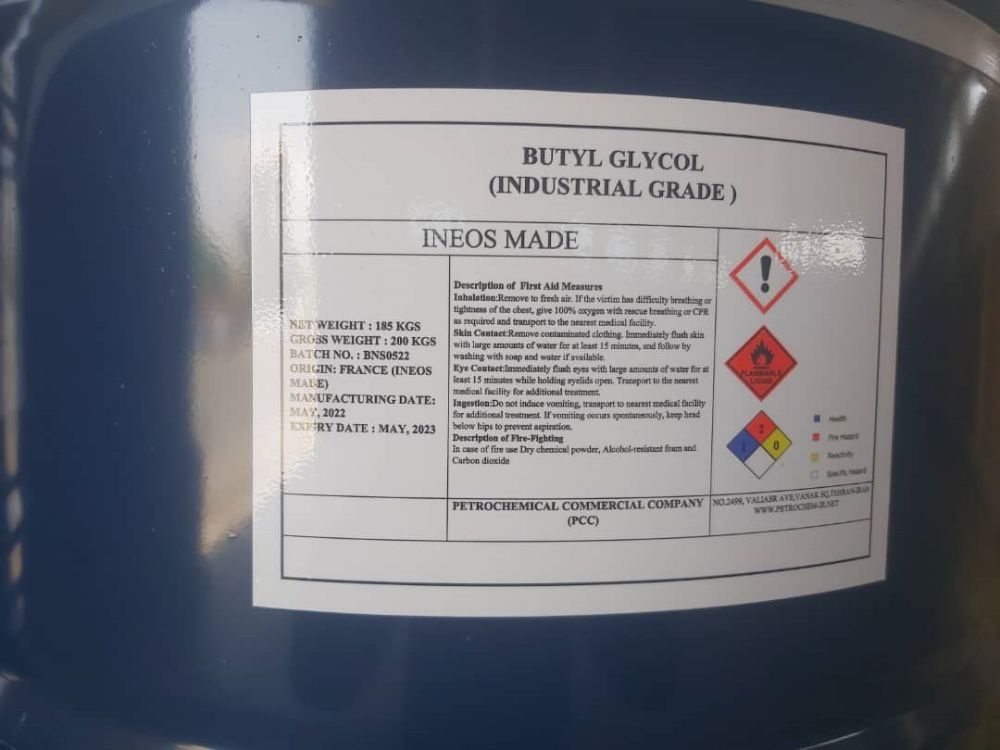 BUTYL GLYCOL
(INDUSTRIAL GRADE )
INEOS MADE
NET WEIGHT : 185 KGS
GROSS WEIGHT : 200 KGS
BATCH NO. : BNS0522
ORIGIN: FRANCE (INEOS
MADE)
MANUFACTURING DATE:
MAY, 2022
EXPIRY DATE : MAY, 2023
Description of First Aid Measures
Inhalation:Remove to fresh air. If the victim has difficulty breathing or
tightness of the chest, give 100% oxygen with rescue breathing or CPR
as required and transport to the nearest medical facility.
Skin Contact:Remove contaminated clothing. Immediately flush skin
with large amounts of water for at least 15 minutes, and follow by
washing with soap and water if available.
Eye Contact:Immediately flush eyes with large amounts of water for at
least 15 minutes while holding eyelids open. Transport to the nearest
medical facility for additional treatment.
Ingestion:Do not induce vomiting, transport to nearest medical facility
for additional treatment. If vomiting occurs spontaneously, keep head
below hips to prevent aspiration.
Description of Fire-Fighting
In case of fire use Dry chemical powder, Alcohol-resistant foam and
Carbon dioxide
!
FLAMMABLE
LIQUID
2
0
Health
Fire Hazard
Reactivity
Specific Hazard
PETROCHEMICAL COMMERCIAL COMPANY
(PCC)
NO.2499, VALIASR AVE,VANAK SQ,TEHRAN-IRAN
WWW.PETROCHEM-IR.NET